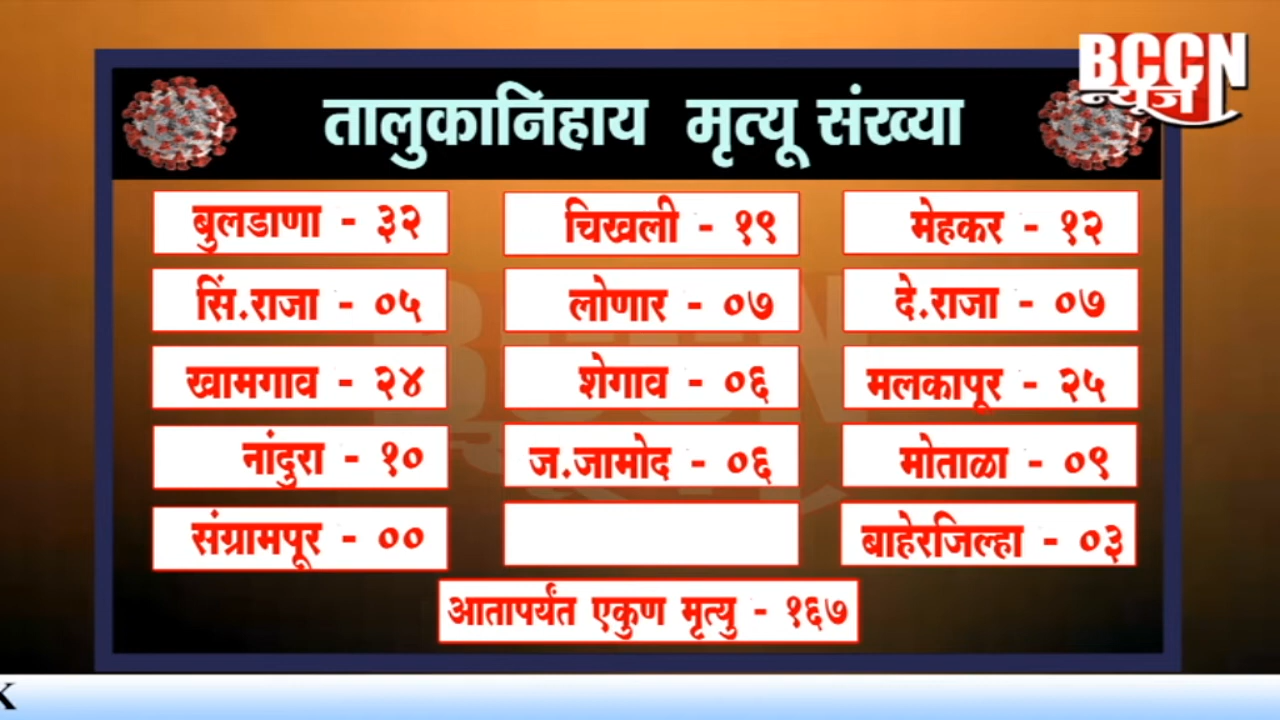 BCCN
न्यूज
तालुकानिहाय मृत्यू संख्या
बुलडाणा - ३२
चिखली - १९
मेहकर - १२
सिं.राजा - ०५
लोणार - ०७
दे.राजा - ०७
खामगाव - २४
शेगाव - ०६
मलकापूर - २५
नांदुरा - १०
ज.जामोद - ०६
मोताळा - ०९
संग्रामपूर - ००
बाहेरजिल्हा - ०३
आतापर्यंत एकुण मृत्यु - १६७
K